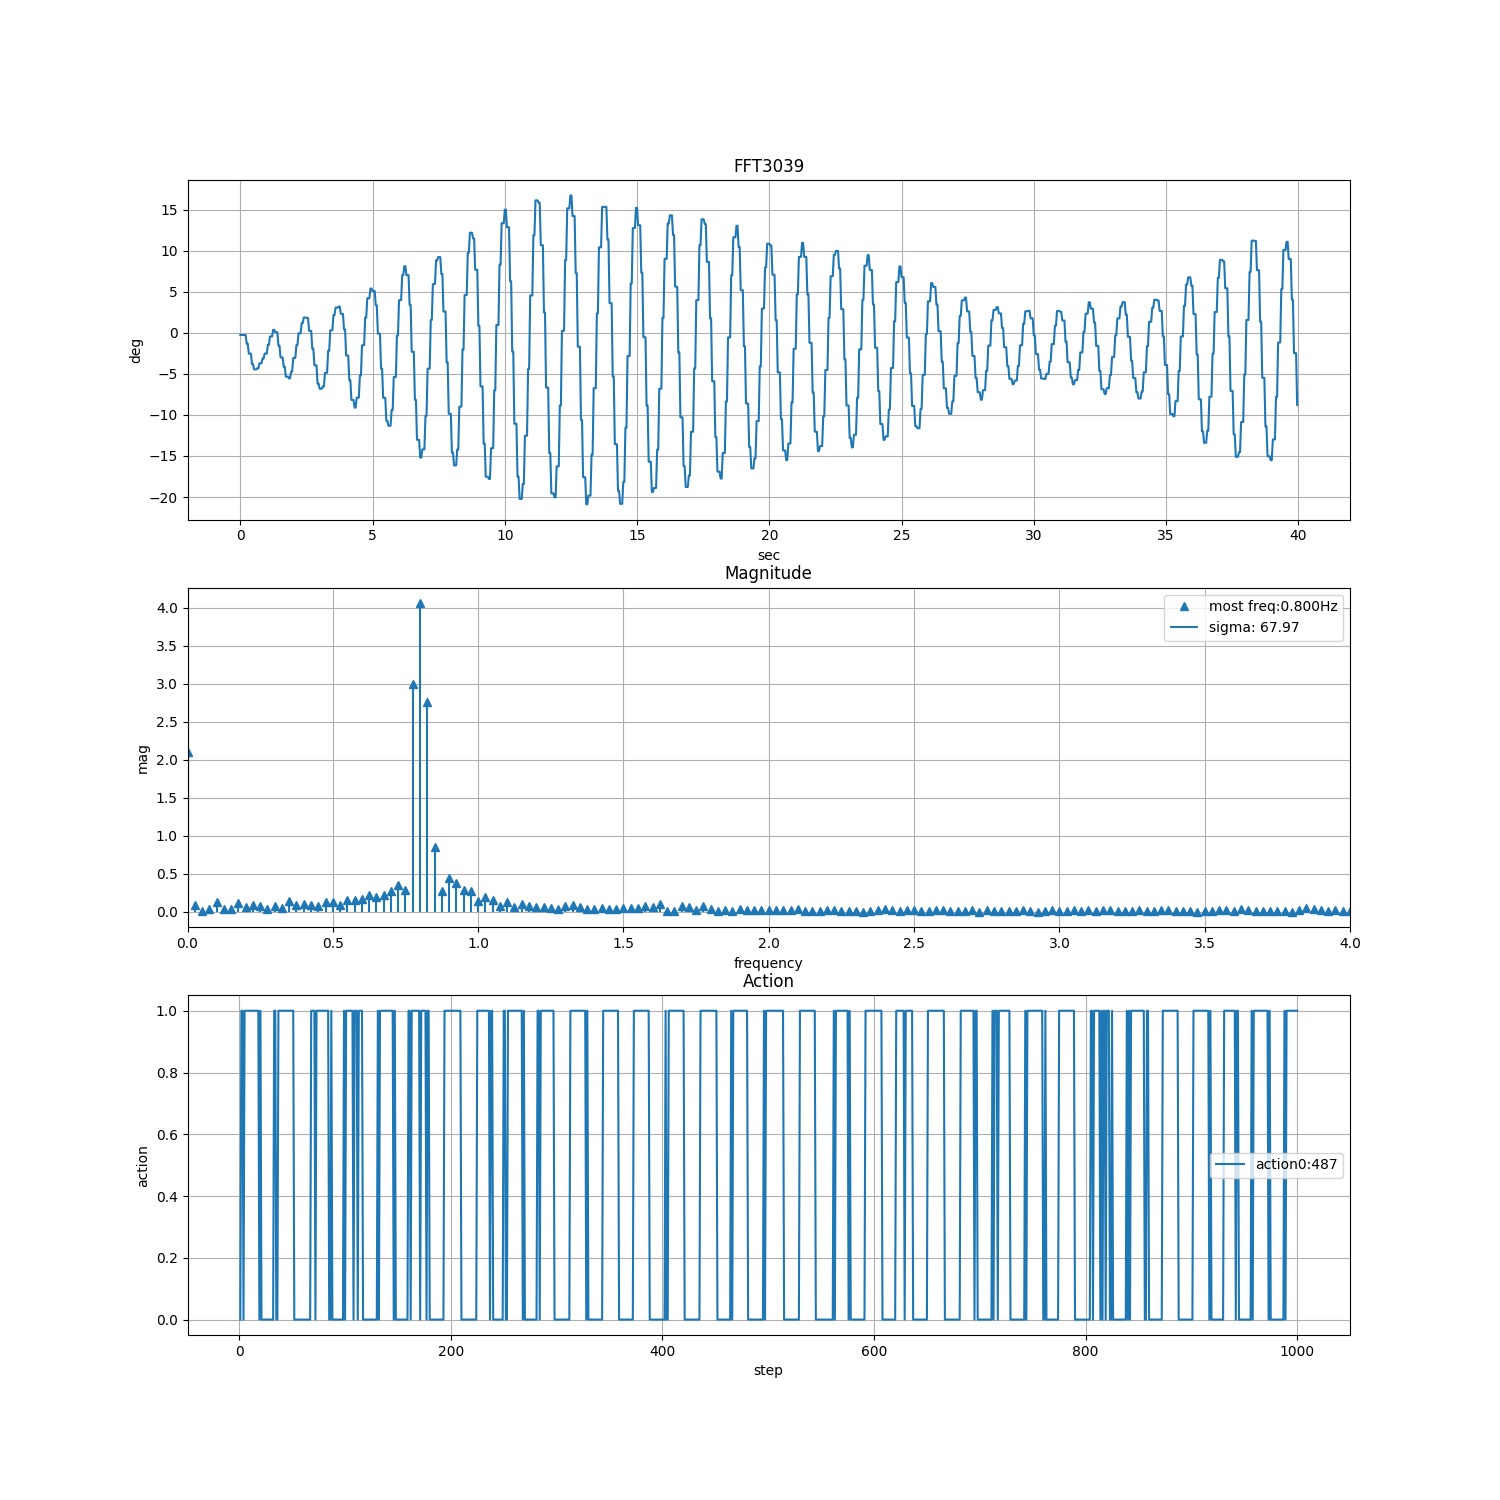 FFT3039
15
10
5
0
−5
−10
−15
−20
deg
0 5 10 15 20 25 30 35 40
sec
Magnitude
4.0
3.5
3.0
2.5
2.0
1.5
1.0
0.5
0.0
mag
most freq:0.800Hz
sigma: 67.97
0.0 0.5 1.0 1.5 2.0 2.5 3.0 3.5 4.0
frequency
Action
1.0
0.8
0.6
0.4
0.2
0.0
action
action0:487
0 200 400 600 800 1000
step